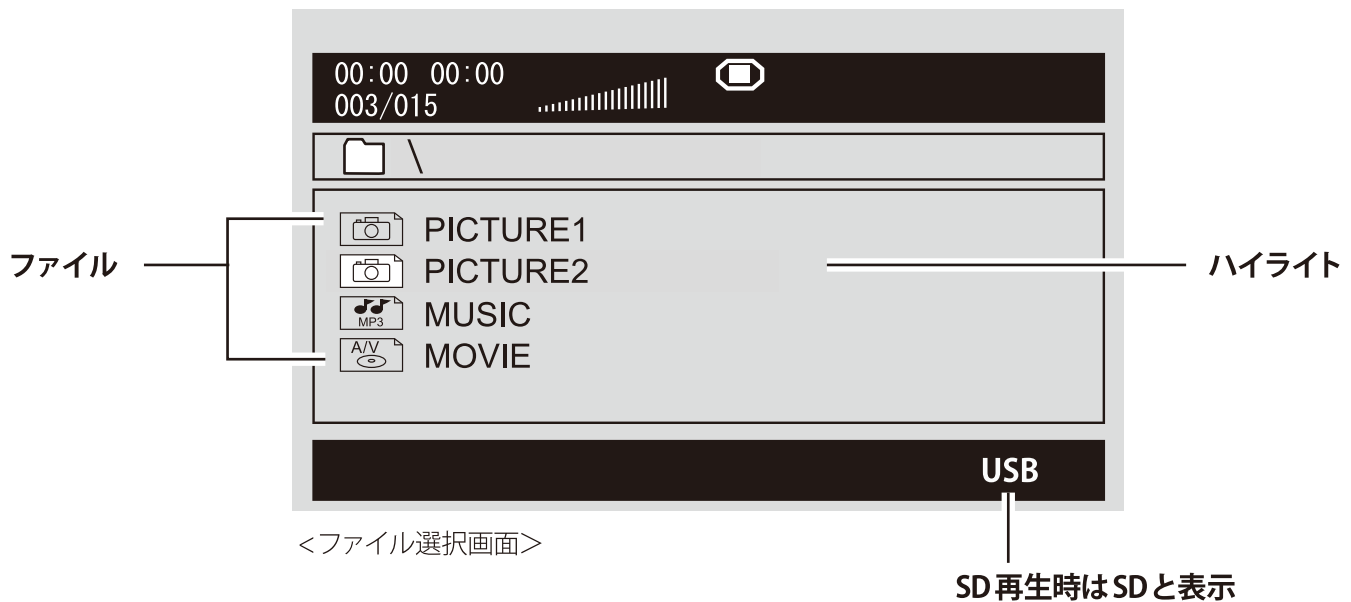 00:00 00:00
003/015
\
PICTURE1
ファイル
PICTURE2
ハイライト
MP3
MUSIC
A/V
MOVIE
USB
<ファイル選択画面>
SD再生時はSDと表示